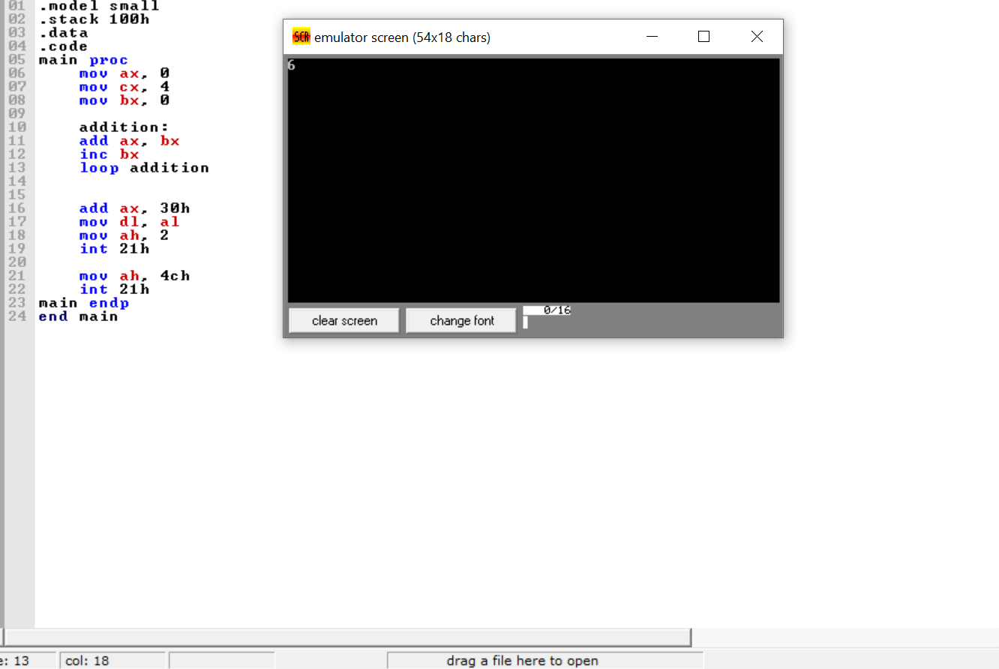 01 .model small
02 .stack 100h
03 .data
04 .code
05 main proc
06 mov ax, 0
07 mov cx, 4
08 mov bx, 0
09
10 addition:
11 add ax, bx
12 inc bx
13 loop addition
14
15
16 add ax, 30h
17 mov dl, al
18 mov ah, 2
19 int 21h
20
21 mov ah, 4ch
22 int 21h
23 main endp
24 end main
SCR emulator screen (54x18 chars)
6
clear screen change font 0/16
e: 13 col: 18 drag a file here to open